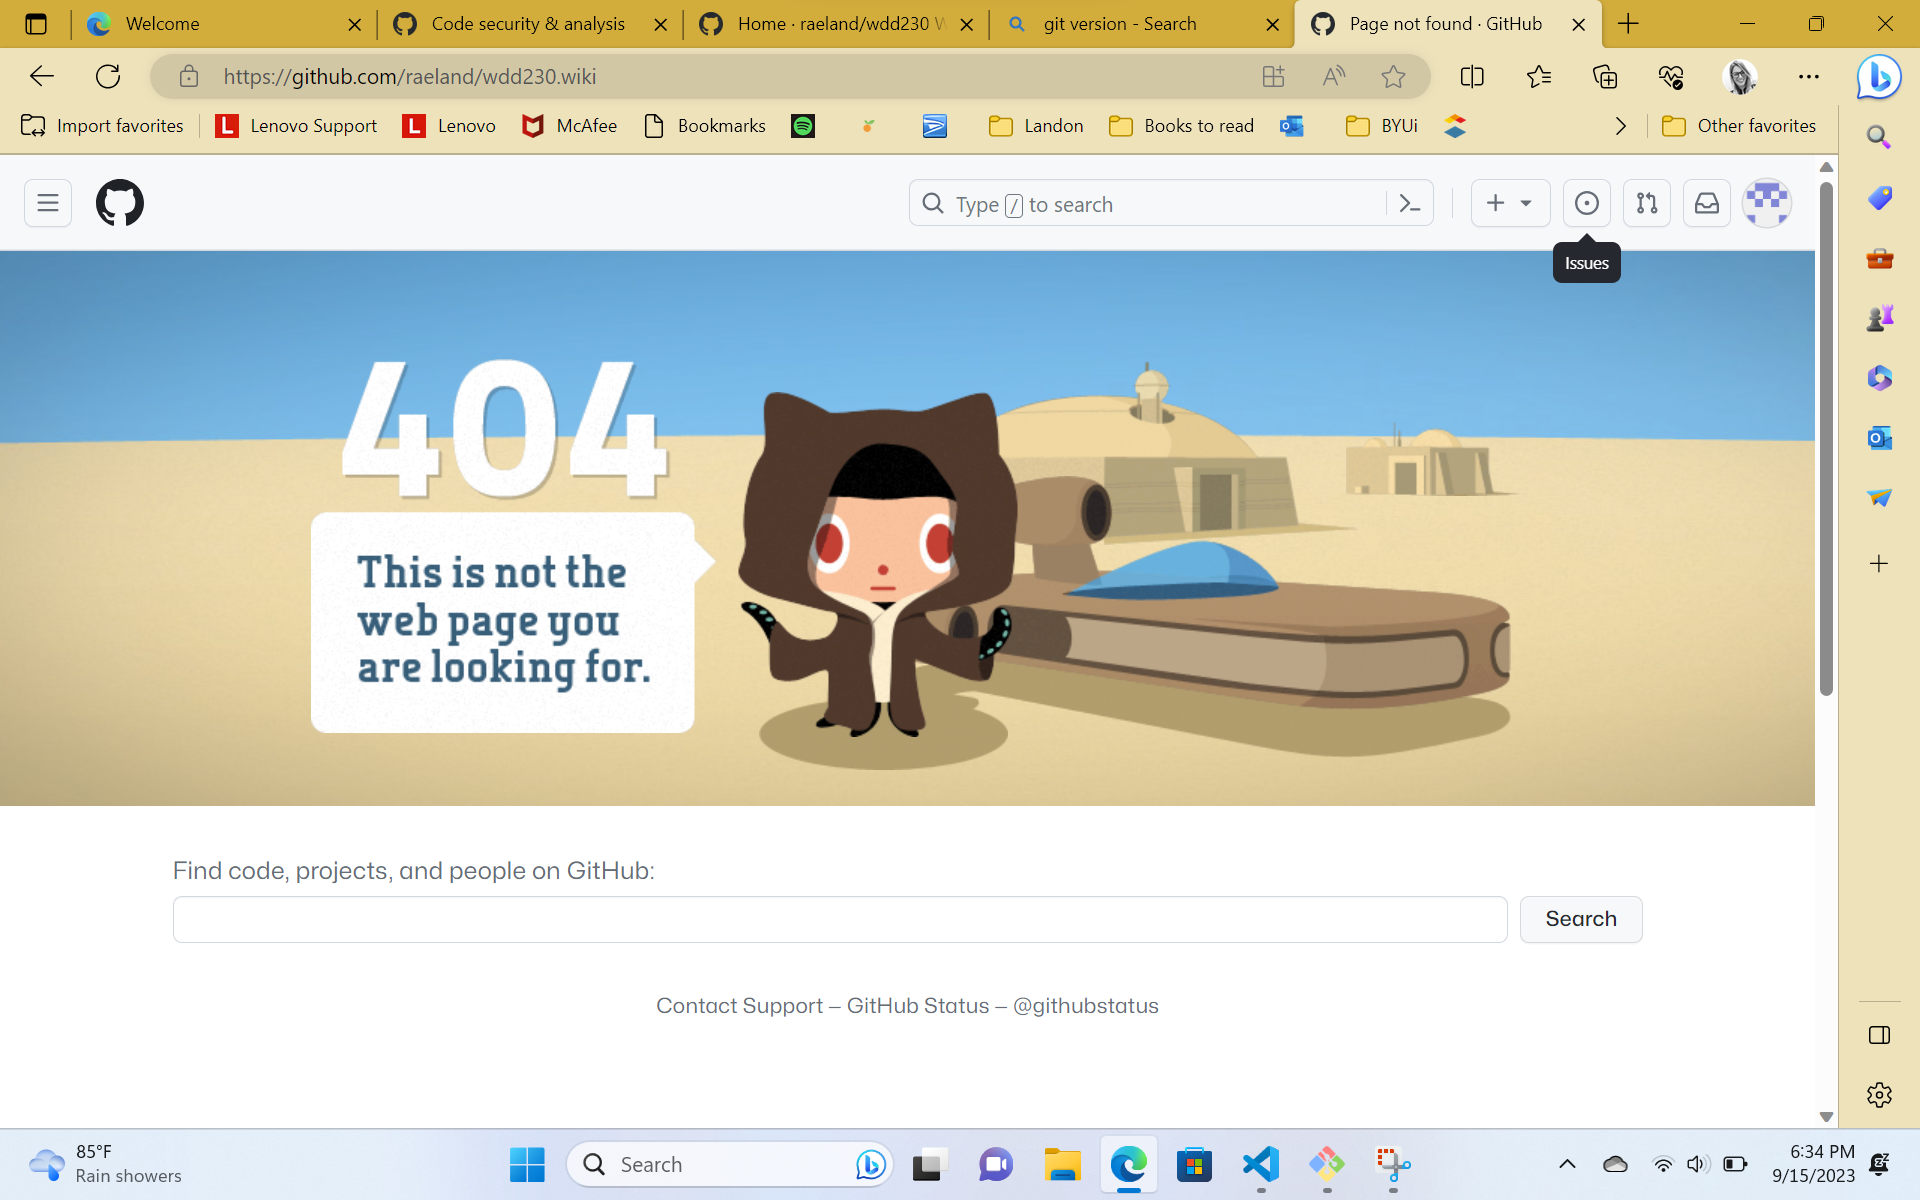 Welcome
Code security & analysis
Home · raeland/wdd230 W
git version - Search
Page not found · GitHub
https://github.com/raeland/wdd230.wiki
Import favorites
Lenovo Support
Lenovo
McAfee
Bookmarks
Landon
Books to read
BYUi
Other favorites
Type / to search
Issues
404
This is not the
web page you
are looking for.
Find code, projects, and people on GitHub:
Search
Contact Support — GitHub Status — @githubstatus
85°F
Rain showers
Search
6:34 PM
9/15/2023